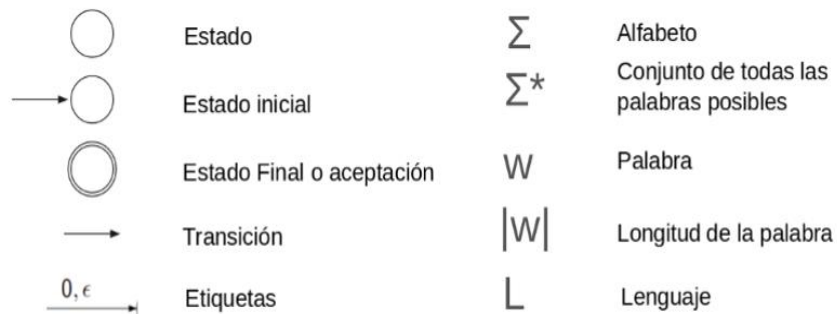 Estado
Σ Alfabeto
Estado inicial
Σ* Conjunto de todas las
palabras posibles
Estado Final o aceptación
w Palabra
Transición
|w| Longitud de la palabra
0, ϵ Etiquetas
L Lenguaje